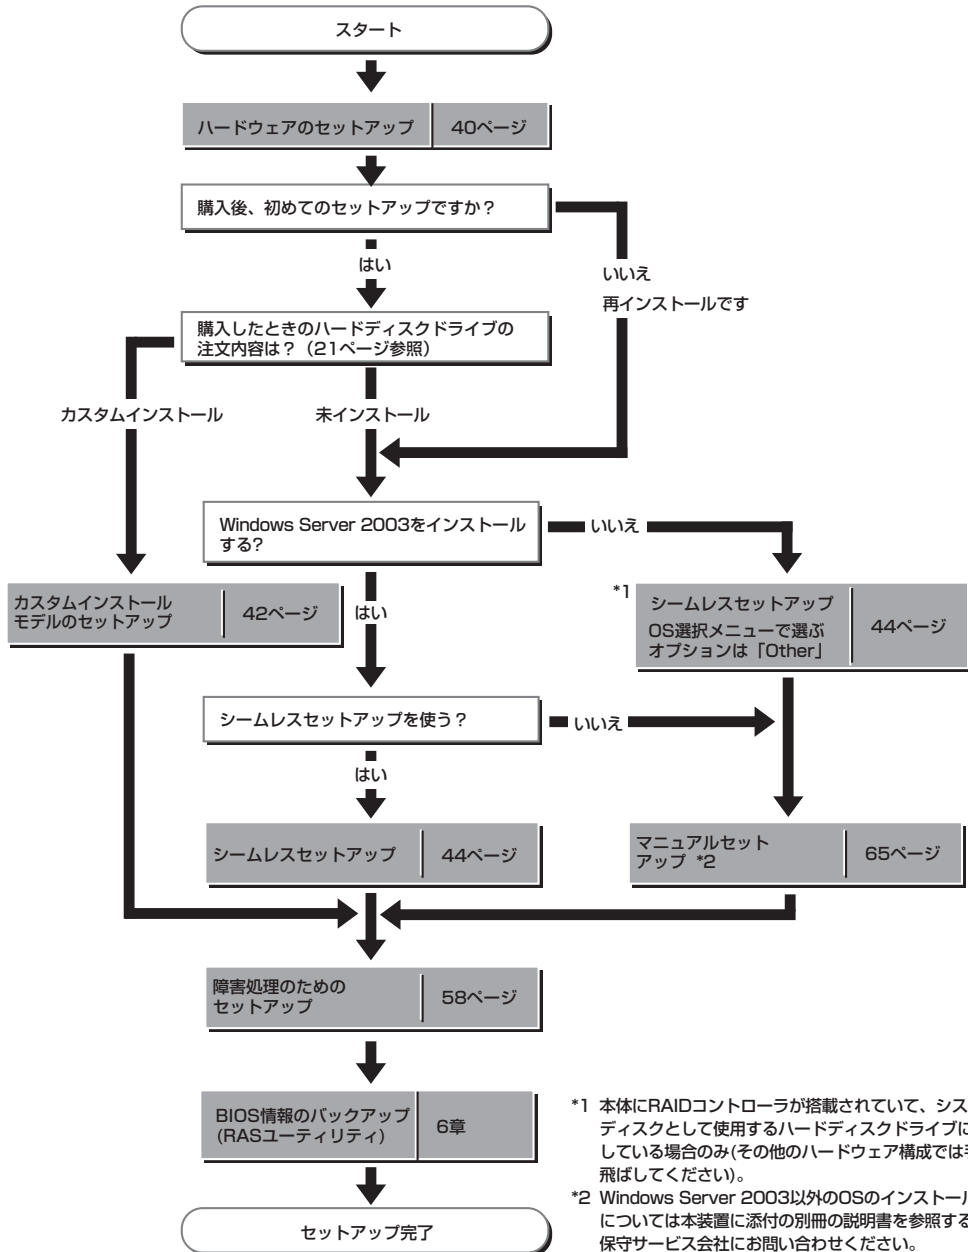 スタート
ハードウェアのセットアップ 40ページ
購入後、初めてのセットアップですか？
はい
いいえ
再インストールです
購入したときのハードディスクドライブの
注文内容は？（21ページ参照）
カスタムインストール
未インストール
Windows Server 2003をインストール
する?
いいえ
はい
カスタムインストール
モデルのセットアップ
42ページ
*1
シームレスセットアップ
OS選択メニューで選ぶ
オプションは「Other」
44ページ
シームレスセットアップを使う？
いいえ
はい
シームレスセットアップ 44ページ
マニュアルセット
アップ *2
65ページ
障害処理のための
セットアップ
58ページ
BIOS情報のバックアップ
(RASユーティリティ)
6章
セットアップ完了
*1 本体にRAIDコントローラが搭載されていて、シス
ディスクとして使用するハードディスクドライブに
している場合のみ(その他のハードウェア構成では
飛ばしてください)。
*2 Windows Server 2003以外のOSのインストール
については本装置に添付の別冊の説明書を参照する
保守サービス会社にお問い合わせください。